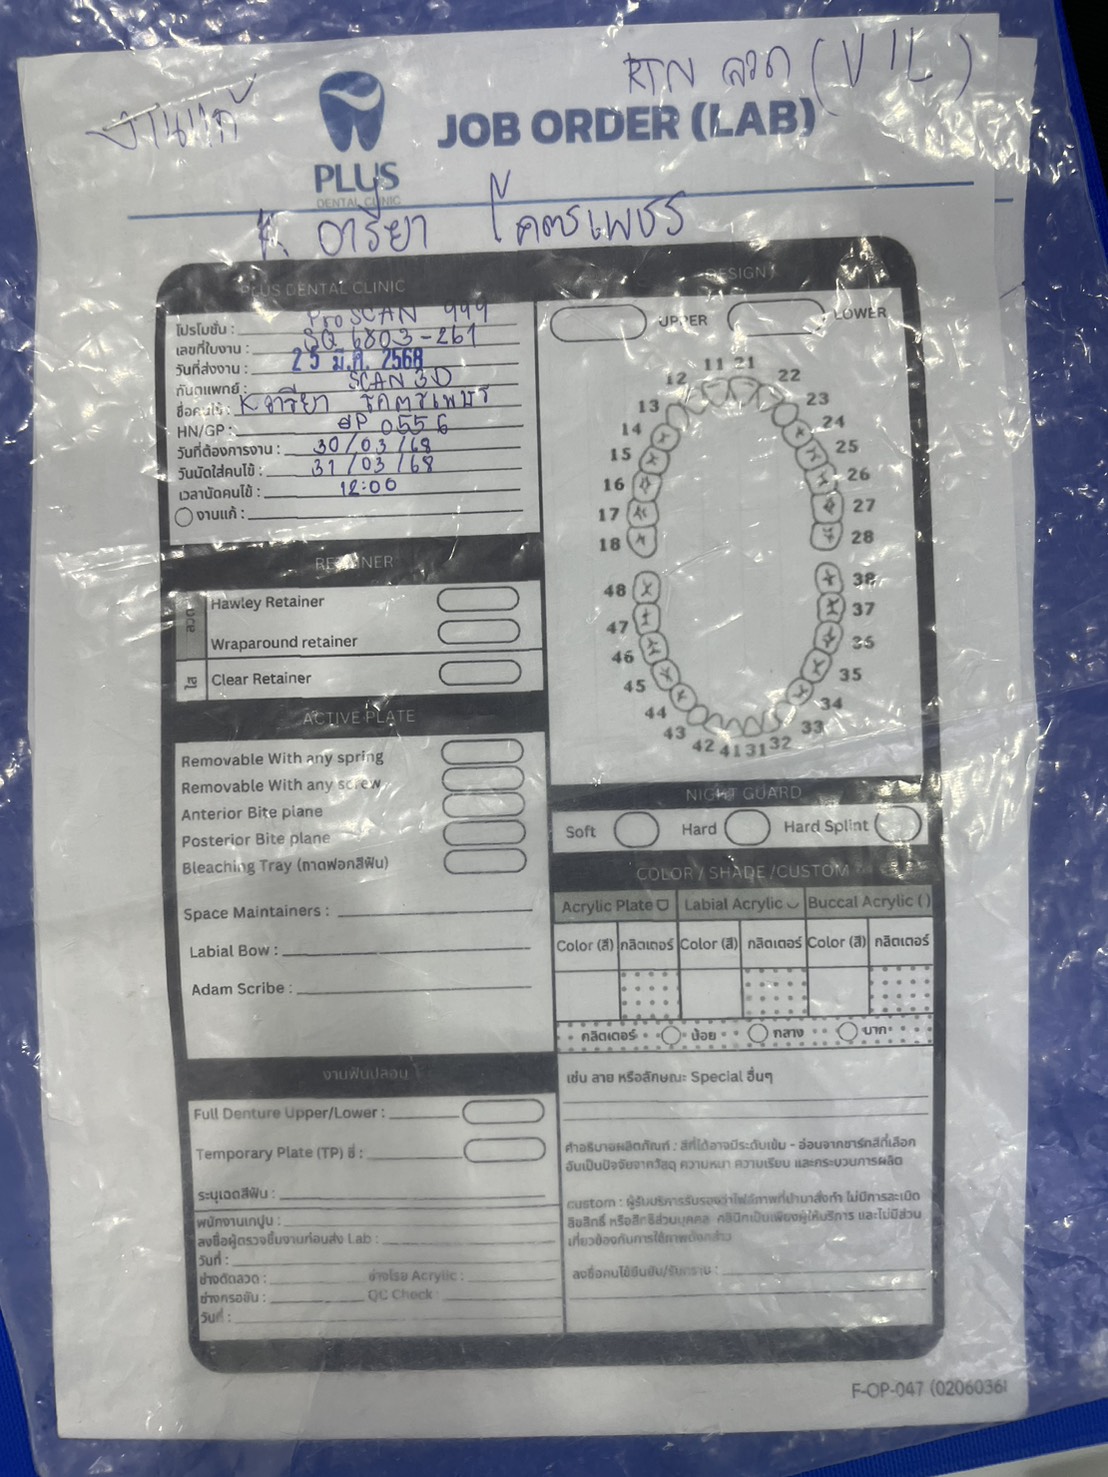 งานแก้
RTN ลวด (U/L)
JOB ORDER (LAB)
PLUS
DENTAL CLINIC
K. อารียา โคตรเพชร
PLUS DENTAL CLINIC
โปรโมชั่น : ProSCAN 999
เลขที่ใบงาน : SQ 6803-261
วันที่ส่งงาน : 25 มี.ค. 2568
ทันตแพทย์ : SCAN 3D
ชื่อคนไข้ : K อารียา โคตรเพชร
HN/GP : GP 0556
วันที่ต้องการงาน : 30/03/68
วันนัดใส่คนไข้ : 31/03/68
เวลานัดคนไข้ : 12:00
งานแก้ :
RETAINER
ลวด
Hawley Retainer
Wraparound retainer
ใส
Clear Retainer
ACTIVE PLATE
Removable With any spring
Removable With any screw
Anterior Bite plane
Posterior Bite plane
Bleaching Tray (ถาดฟอกสีฟัน)
Space Maintainers :
Labial Bow :
Adam Scribe :
งานฟันปลอม
Full Denture Upper/Lower :
Temporary Plate (TP) ซี่ :
ระบุเฉดสีฟัน :
พนักงานเทปูน :
ลงชื่อผู้ตรวจชิ้นงานก่อนส่ง Lab :
วันที่ :
ช่างดัดลวด : ช่างโรย Acrylic :
ช่างกรอขัน : QC Check :
วันที่ :
DESIGN
UPPER LOWER
11 21
12 22
13 23
14 24
15 25
16 26
17 27
18 28
48 38
47 37
46 36
45 35
44 34
43 33
42 41 31 32
NIGHT GUARD
Soft Hard Hard Splint
COLOR / SHADE /CUSTOM
Acrylic Plate Labial Acrylic Buccal Acrylic ()
Color (สี) กลิตเตอร์ Color (สี) กลิตเตอร์ Color (สี) กลิตเตอร์
กลิตเตอร์ น้อย กลาง มาก
เช่น ลาย หรือลักษณะ Special อื่นๆ
คำอธิบายผลิตภัณฑ์ : สีที่ได้อาจมีระดับเข้ม - อ่อนจากชาร์ทสีที่เลือก
อันเป็นปัจจัยจากวัสดุ ความหนา ความเรียบ และกระบวนการผลิต
custom : ผู้รับบริการรับรองว่าไฟล์ภาพที่นำมาสั่งทำ ไม่มีการละเมิด
ลิขสิทธิ์ หรือสิทธิส่วนบุคคล คลินิกเป็นเพียงผู้ให้บริการ และไม่มีส่วน
เกี่ยวข้องกับการใช้ภาพดังกล่าว
ลงชื่อคนไข้ยืนยัน/รับทราบ :
F-OP-047 (0206036